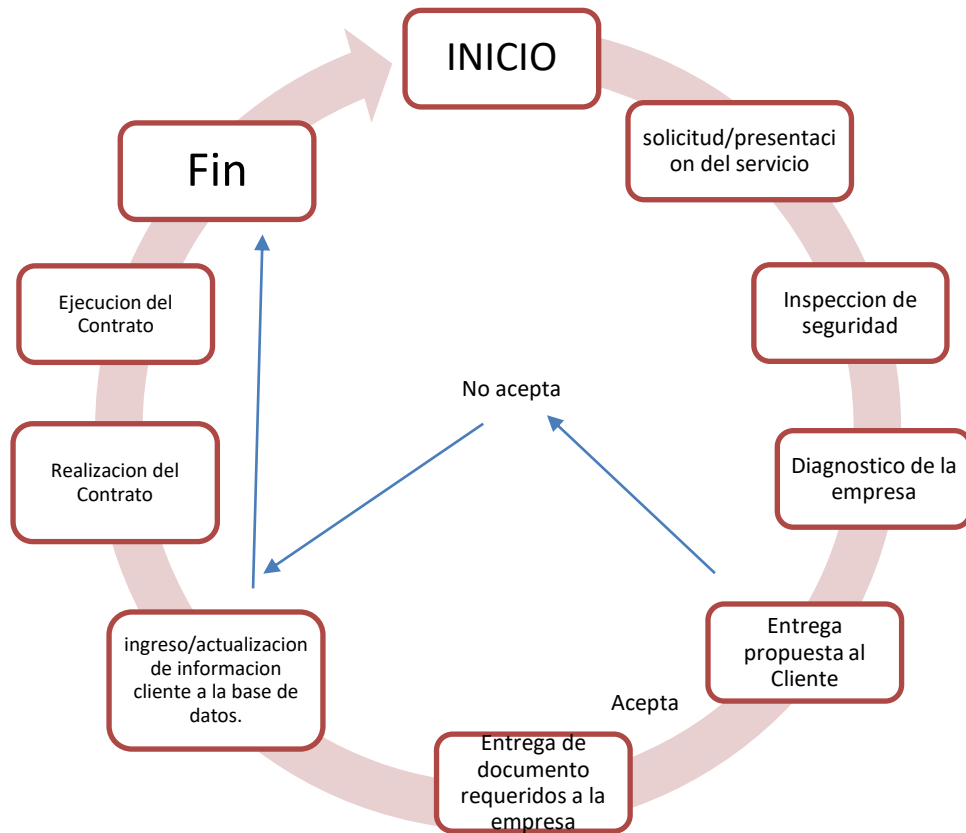 INICIO
solicitud/presentaci
on del servicio
Inspeccion de
seguridad
Diagnostico de la
empresa
Entrega
propuesta al
Cliente
Acepta
Entrega de
documento
requeridos a la
empresa
ingreso/actualizacion
de informacion
cliente a la base de
datos.
Realizacion del
Contrato
Ejecucion del
Contrato
Fin
No acepta